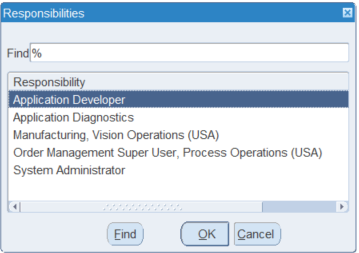 Responsibilities
Find %
Responsibility
Application Developer
Application Diagnostics
Manufacturing, Vision Operations (USA)
Order Management Super User, Process Operations (USA)
System Administrator
Find OK Cancel